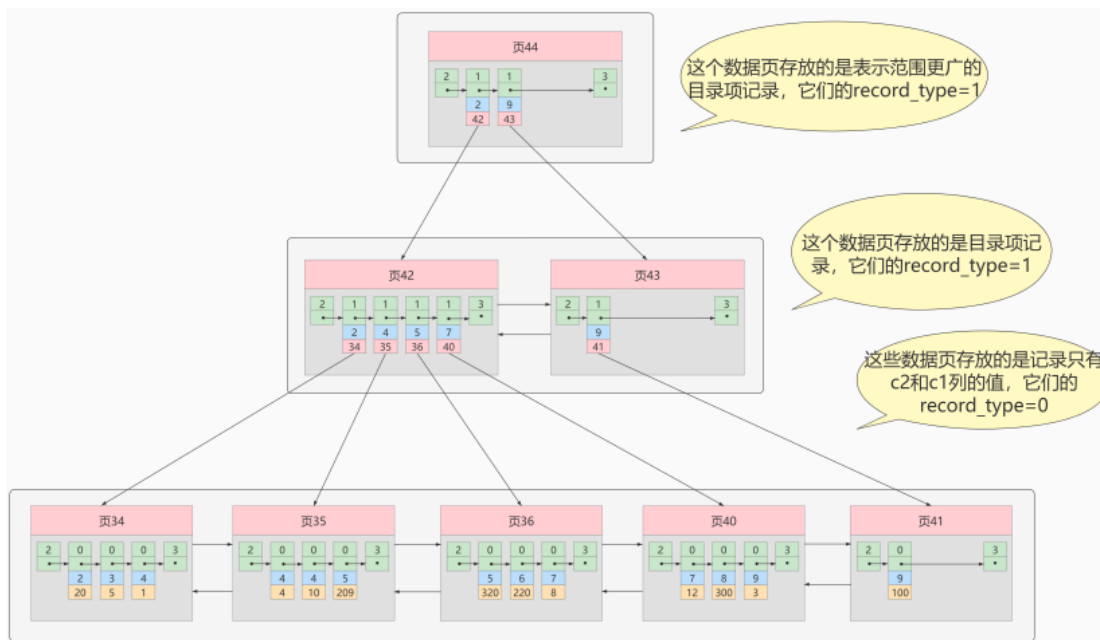 页44
2 1 1 3
2 9
42 43
这个数据页存放的是表示范围更广的
目录项记录，它们的record_type=1
页42 页43
2 1 1 1 1 3 2 1 3
2 4 5 7 9
34 35 36 40 41
这个数据页存放的是目录项记
录，它们的record_type=1
这些数据页存放的是记录只有
c2和c1列的值，它们的
record_type=0
页34 页35 页36 页40 页41
2 0 0 0 3 2 0 0 0 3 2 0 0 0 3 2 0 0 0 3 2 0 3
2 3 4 4 4 5 5 6 7 7 8 9 9
20 5 1 4 10 209 320 220 8 12 300 3 100